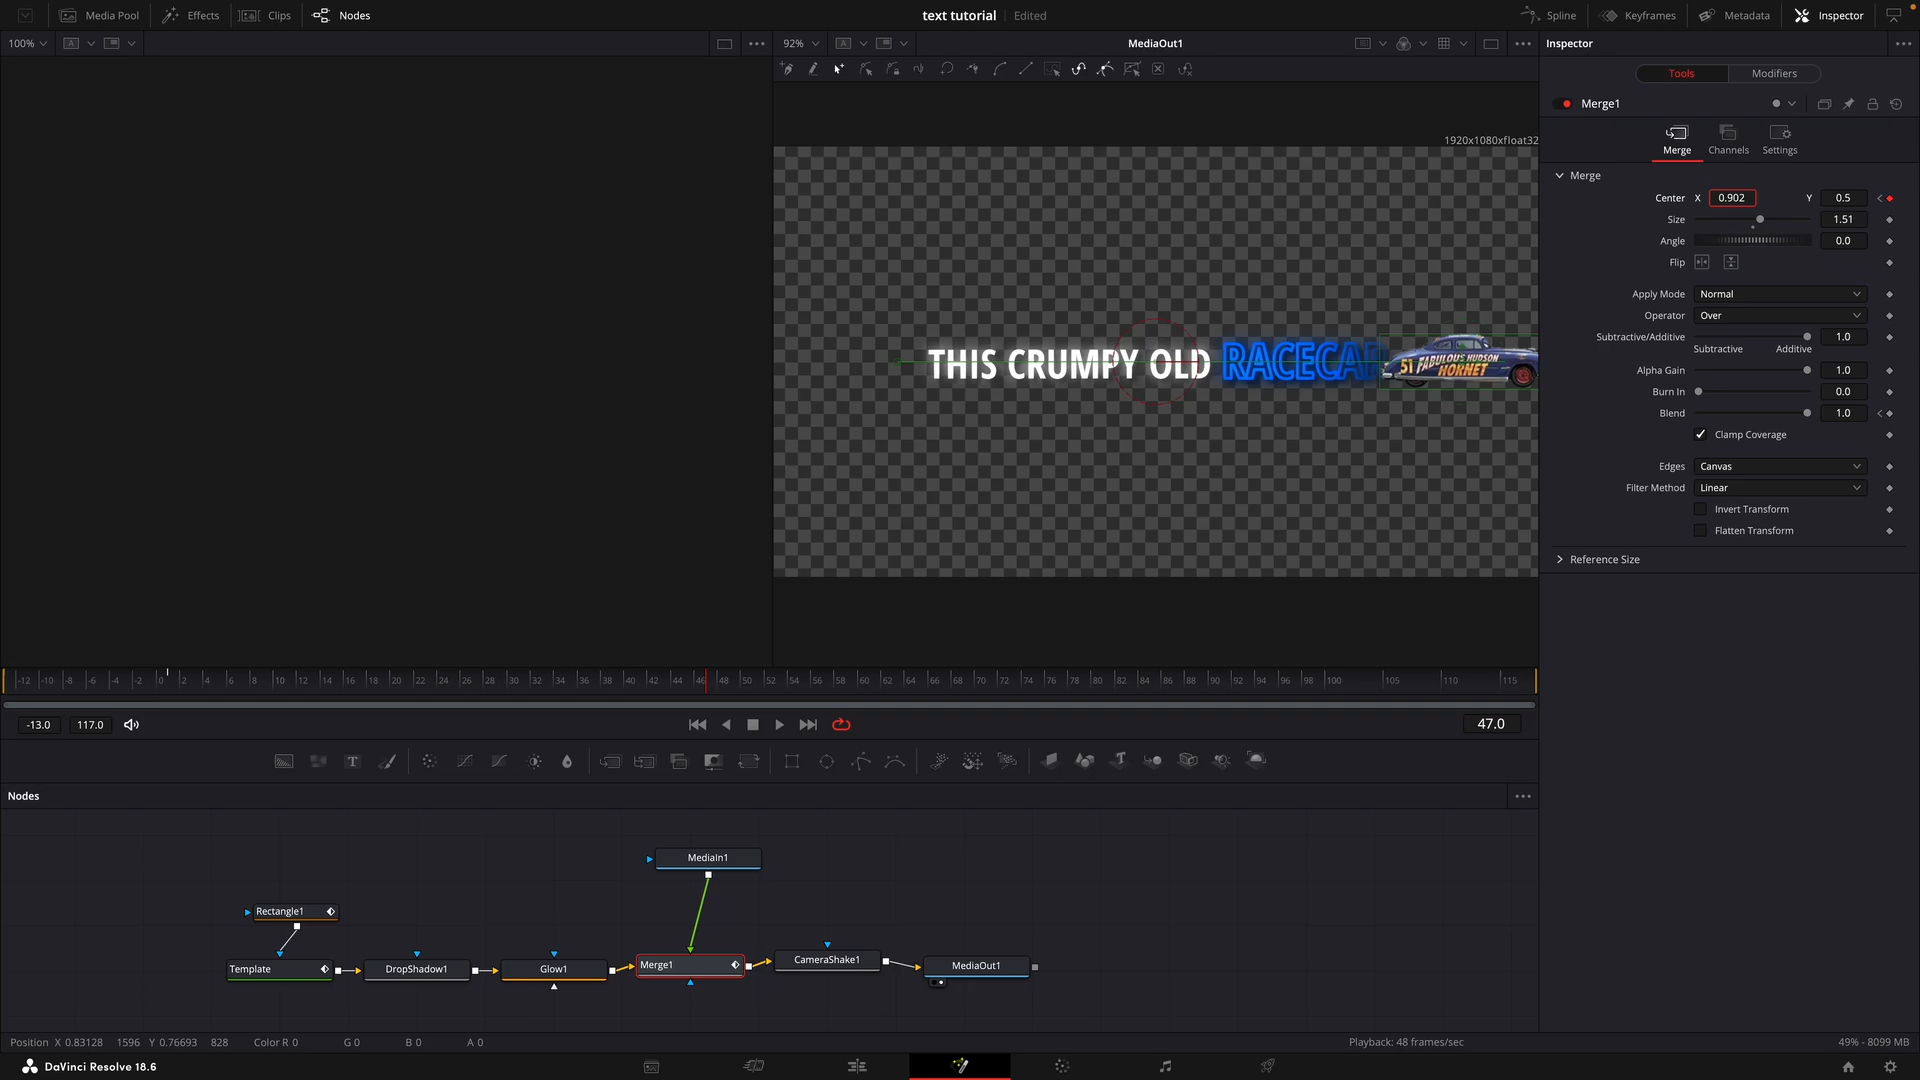 Media Pool
Effects
Clips
Nodes
text tutorial
Edited
Spline
Keyframes
Metadata
Inspector
100%
92%
MediaOut1
Inspector
Tools
Modifiers
Merge1
Merge
Channels
Settings
1920x1080xfloat32
Merge
Center X 0.902 Y 0.5
Size 1.51
Angle 0.0
Flip
Apply Mode Normal
Operator Over
Subtractive/Additive 1.0
Subtractive Additive
Alpha Gain 1.0
Burn In 0.0
Blend 1.0
Clamp Coverage
Edges Canvas
Filter Method Linear
Invert Transform
Flatten Transform
Reference Size
THIS CRUMPY OLD RACECA
51 FABULOUS HUDSON
HORNET
-12 -10 -8 -6 -4 -2 0 2 4 6 8 10 12 14 16 18 20 22 24 26 28 30 32 34 36 38 40 42 44 46 50 52 54 56 58 60 62 64 66 68 70 72 74 76 78 80 82 84 86 88 90 92 94 96 98 100 105 110 115
-13.0
117.0
47.0
Nodes
MediaIn1
Rectangle1
Template
DropShadow1
Glow1
Merge1
CameraShake1
MediaOut1
Position X 0.83128 1596 Y 0.76693 828 Color R 0 G 0 B 0 A 0
Playback: 48 frames/sec
49% - 8099 MB
DaVinci Resolve 18.6